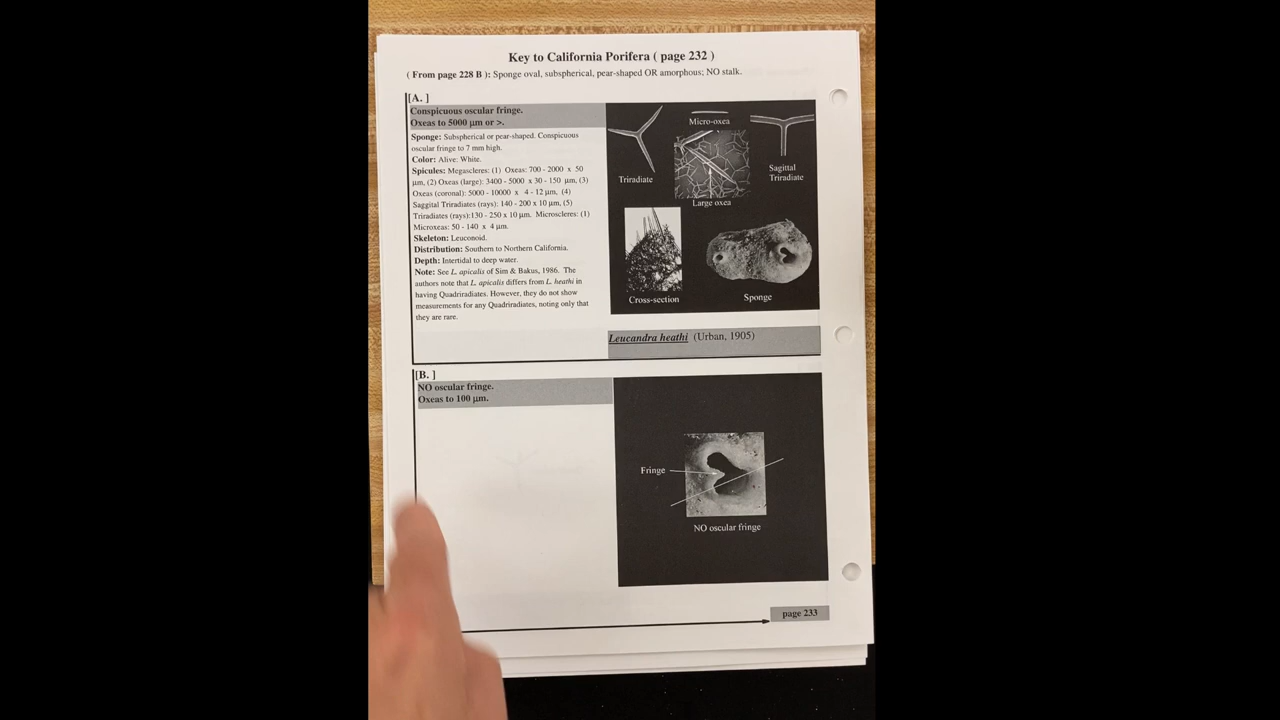 Key to California Porifera ( page 232 )
( From page 228 B ): Sponge oval, subspherical, pear-shaped OR amorphous; NO stalk.
[A. ]
Conspicuous oscular fringe.
Oxeas to 5000 µm or >.
Sponge: Subspherical or pear-shaped. Conspicuous
oscular fringe to 7 mm high.
Color: Alive: White.
Spicules: Megascleres: (1) Oxeas: 700 - 2000 x 50
µm, (2) Oxeas (large): 3400 - 5000 x 30 - 150 µm, (3)
Oxeas (coronal): 5000 - 10000 x 4 - 12 µm, (4)
Saggital Triradiates (rays): 140 - 200 x 10 µm, (5)
Triradiates (rays): 130 - 250 x 10 µm. Microscleres: (1)
Microxeas: 50 - 140 x 4 µm.
Skeleton: Leuconoid.
Distribution: Southern to Northern California.
Depth: Intertidal to deep water.
Note: See L. apicalis of Sim & Bakus, 1986. The
authors note that L. apicalis differs from L. heathi in
having Quadriradiates. However, they do not show
measurements for any Quadriradiates, noting only that
they are rare.
Micro-oxea
Triradiate
Sagittal
Triradiate
Large oxea
Cross-section
Sponge
Leucandra heathi (Urban, 1905)
[B. ]
NO oscular fringe.
Oxeas to 100 µm.
Fringe
NO oscular fringe
page 233